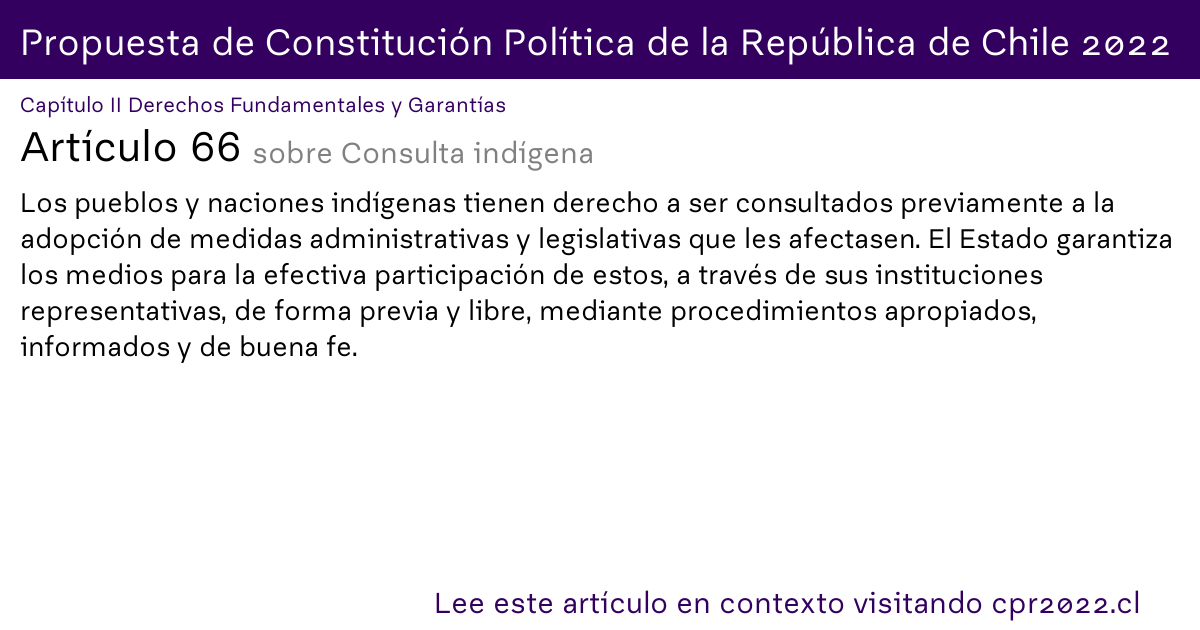 Propuesta de Constitución Política de la República de Chile 2022
Capítulo II Derechos Fundamentales y Garantías
Artículo 66 sobre Consulta indígena
Los pueblos y naciones indígenas tienen derecho a ser consultados previamente a la
adopción de medidas administrativas y legislativas que les afectasen. El Estado garantiza
los medios para la efectiva participación de estos, a través de sus instituciones
representativas, de forma previa y libre, mediante procedimientos apropiados,
informados y de buena fe.
Lee este artículo en contexto visitando cpr2022.cl